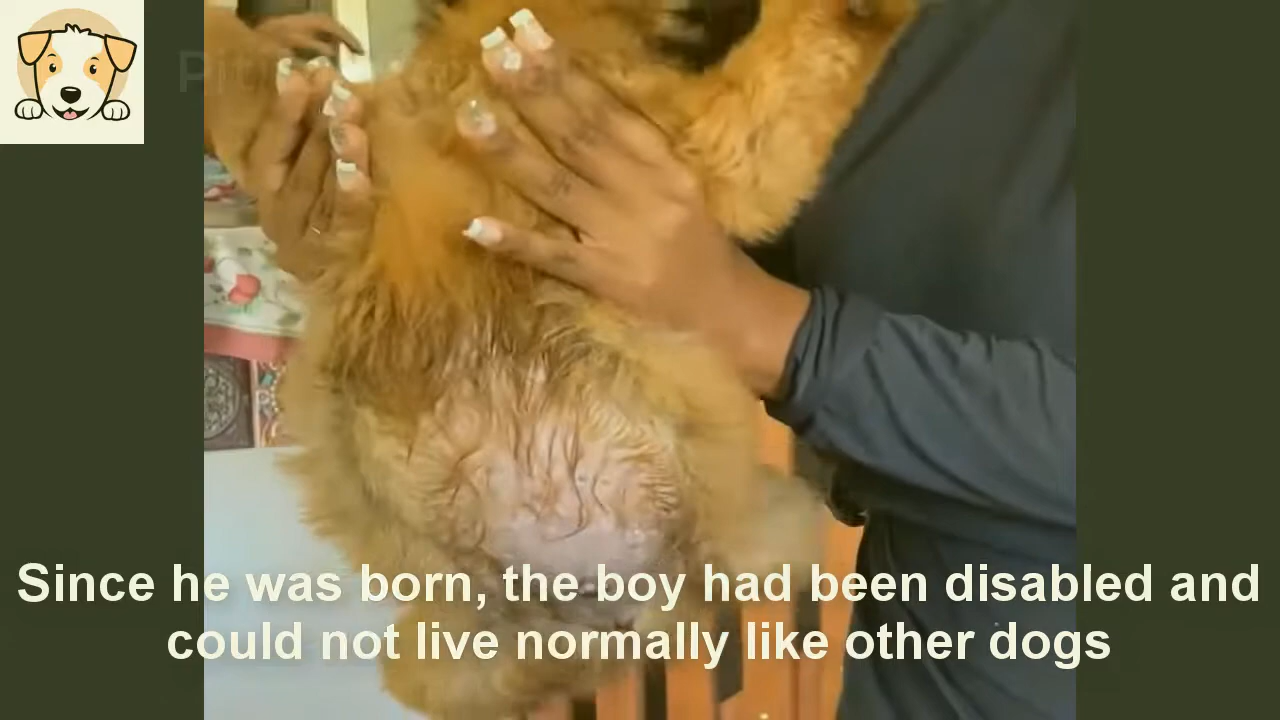 Since he was born, the boy had been disabled and
could not live normally like other dogs